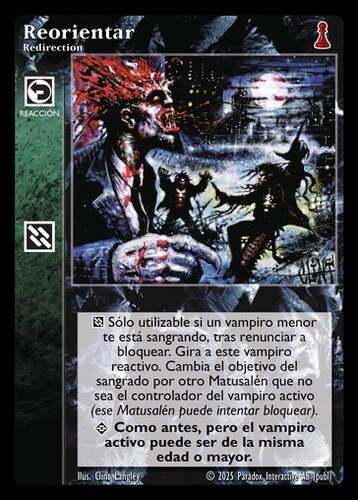 Reorientar
Redirection
REACCIÓN
Sólo utilizable si un vampiro menor
te está sangrando, tras renunciar a
bloquear. Gira a este vampiro
reactivo. Cambia el objetivo del
sangrado por otro Matusalén que no
sea el controlador del vampiro activo
(ese Matusalén puede intentar bloquear).
Como antes, pero el vampiro
activo puede ser de la misma
edad o mayor.
Ilus. Clint Langley © 2025 Paradox Interactive AB (publ)